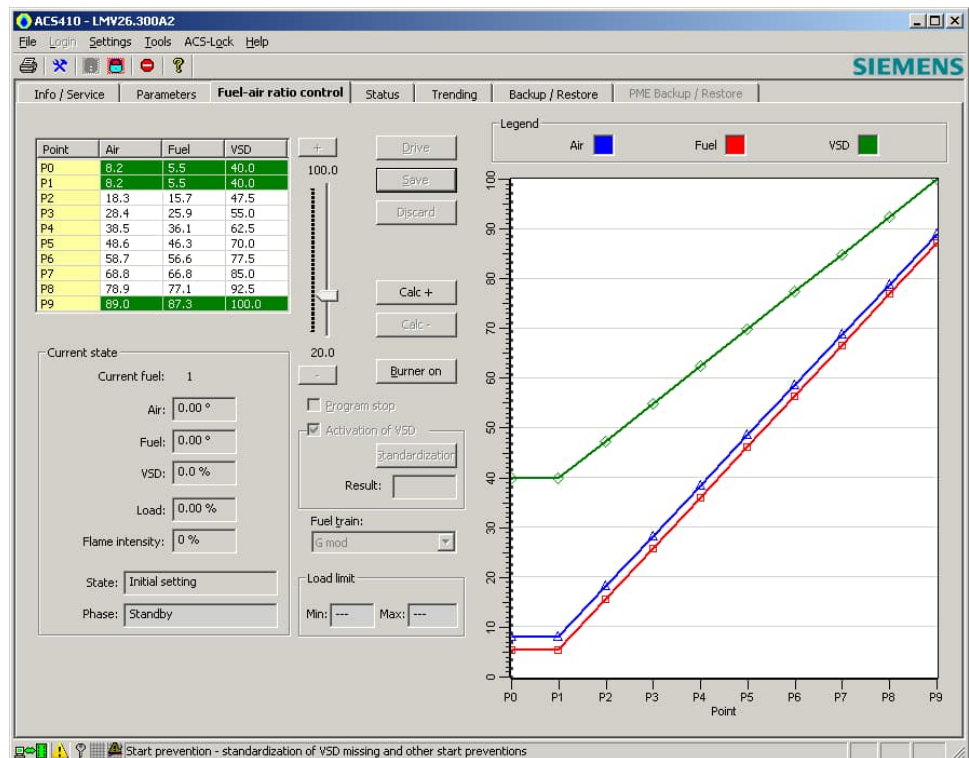 ACS410 - LMV26.300A2
File Login Settings Tools ACS-Lock Help
SIEMENS
Info / Service Parameters Fuel-air ratio control Status Trending Backup / Restore PME Backup / Restore
Point Air Fuel VSD
P0 8.2 5.5 40.0
P1 8.2 5.5 40.0
P2 18.3 15.7 47.5
P3 28.4 25.9 55.0
P4 38.5 36.1 62.5
P5 48.6 46.3 70.0
P6 58.7 56.6 77.5
P7 68.8 66.8 85.0
P8 78.9 77.1 92.5
P9 89.0 87.3 100.0
+
100.0
20.0
-
Drive
Save
Discard
Calc +
Calc -
Burner on
Program stop
Activation of VSD
Standardization
Result:
Fuel train:
G mod
Load limit
Min: --- Max: ---
Current state
Current fuel: 1
Air: 0.00 °
Fuel: 0.00 °
VSD: 0.0 %
Load: 0.00 %
Flame intensity: 0 %
State: Initial setting
Phase: Standby
Legend
Air Fuel VSD
100
90
80
70
60
50
40
30
20
10
0
P0 P1 P2 P3 P4 P5 P6 P7 P8 P9
Point
Start prevention - standardization of VSD missing and other start preventions